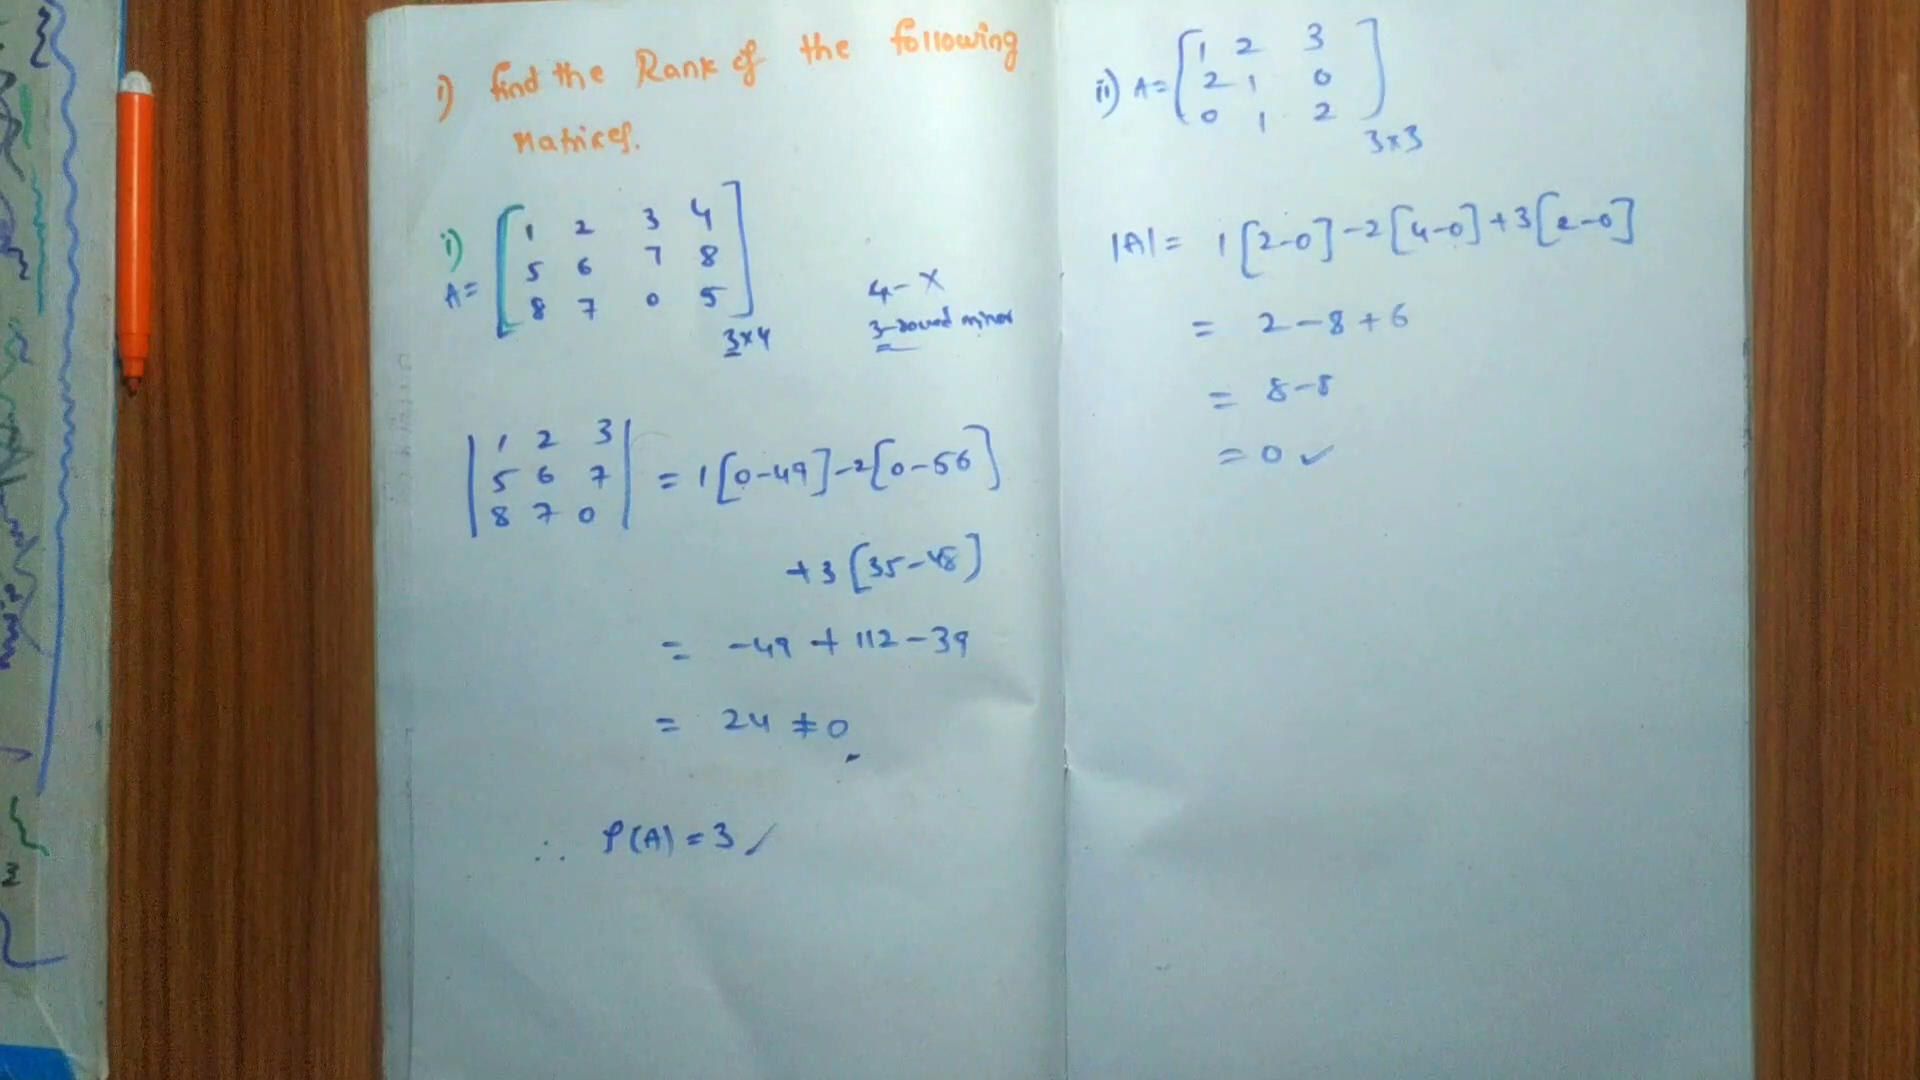 1) find the Rank of the following
Matrices.
i)
A = [ 1 2 3 4
5 6 7 8
8 7 0 5 ] 3×4
4 - ×
3- minor
| 1 2 3
5 6 7
8 7 0 | = 1[0-49]-2[0-56]
+3[35-48]
= -49 + 112 - 39
= 24 ≠ 0
∴ ρ(A) = 3 ✓
ii) A = [ 1 2 3
2 1 0
0 1 2 ] 3×3
|A| = 1[2-0]-2[4-0]+3[2-0]
= 2 - 8 + 6
= 8 - 8
= 0 ✓